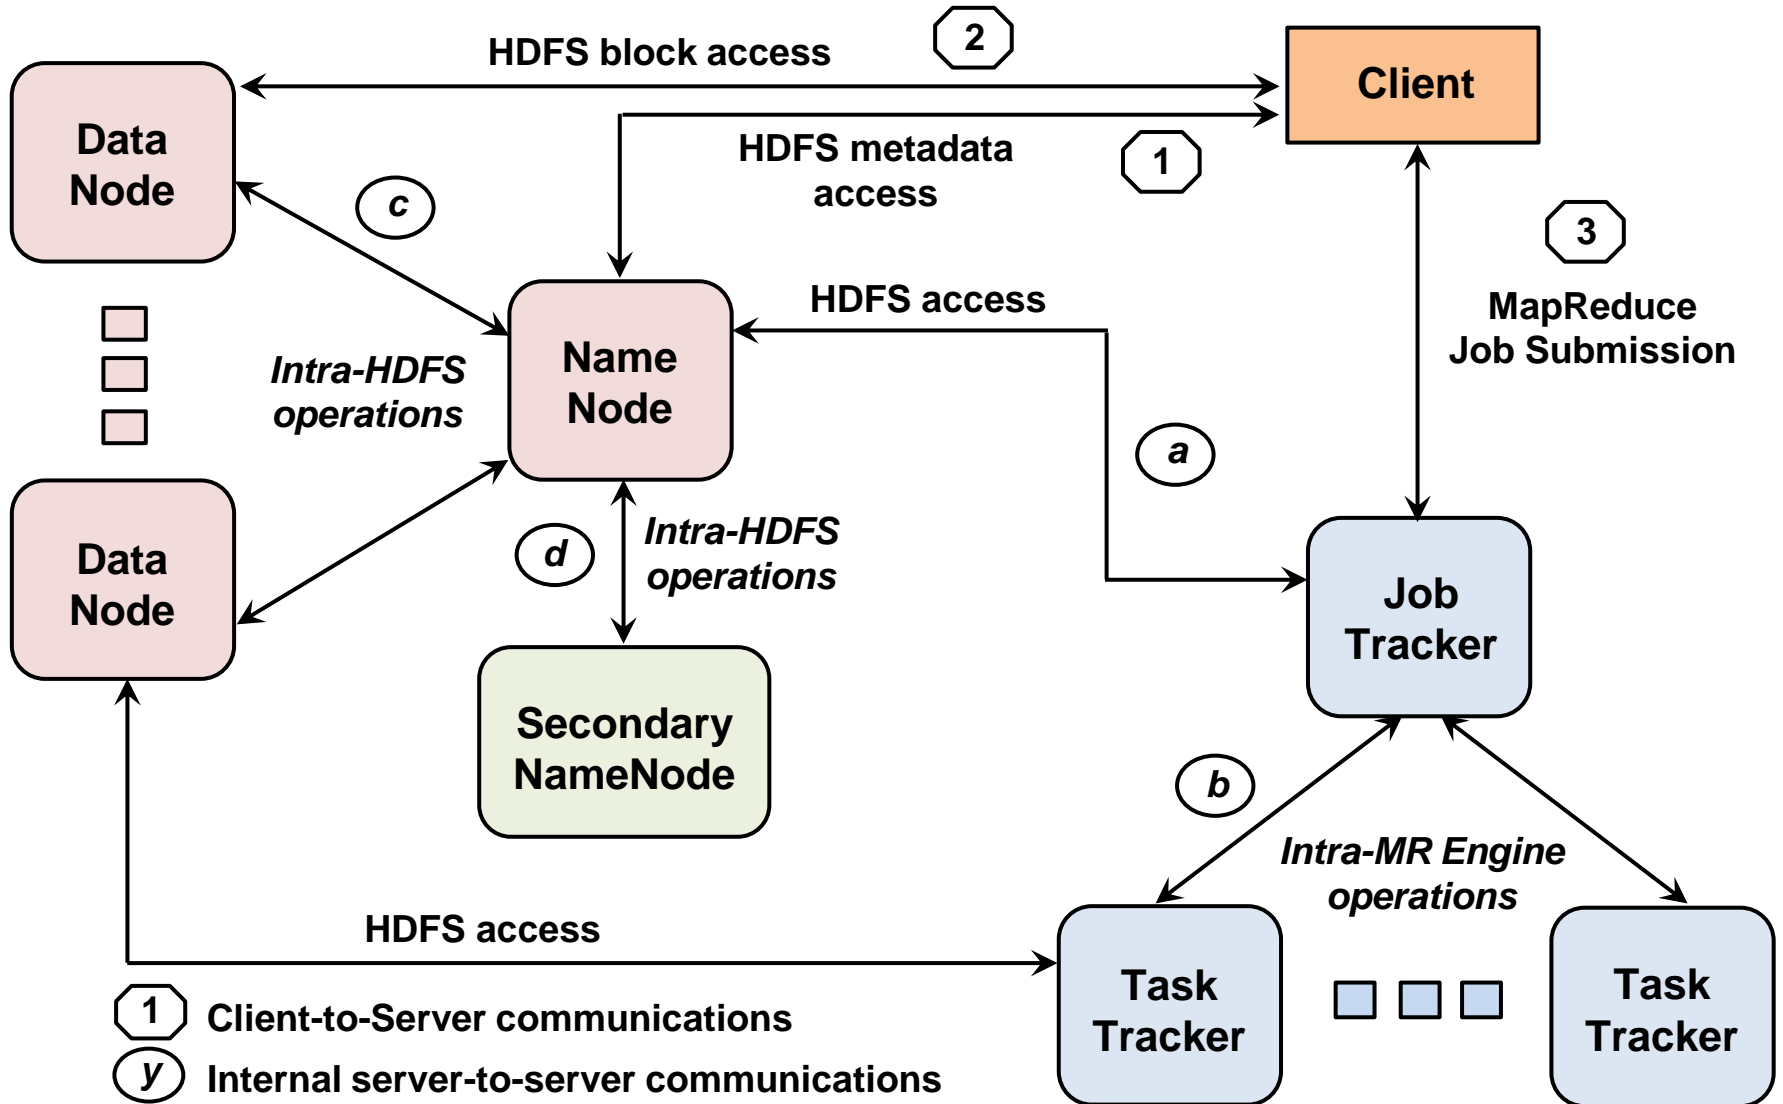 HDFS block access
2
Client
Data
Node
HDFS metadata
access
1
c
3
HDFS access
MapReduce
Job Submission
Intra-HDFS
operations
Name
Node
a
Data
Node
d
Intra-HDFS
operations
Job
Tracker
Secondary
NameNode
b
Intra-MR Engine
operations
HDFS access
Task
Tracker
Task
Tracker
1 Client-to-Server communications
y Internal server-to-server communications